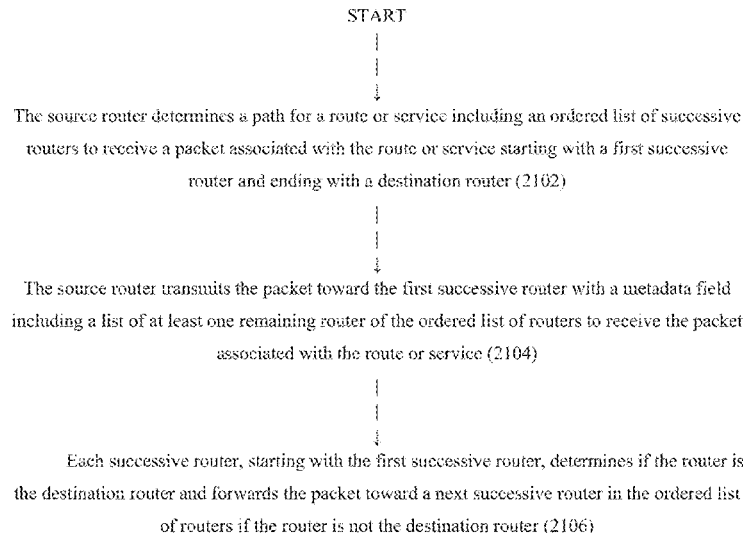 START
The source router determines a path for a route or service including an ordered list of successive
routers to receive a packet associated with the route or service starting with a first successive
router and ending with a destination router (2102)
The source router transmits the packet toward the first successive router with a metadata field
including a list of at least one remaining router of the ordered list of routers to receive the packet
associated with the route or service (2104)
Each successive router, starting with the first successive router, determines if the router is
the destination router and forwards the packet toward a next successive router in the ordered list
of routers if the router is not the destination router (2106)